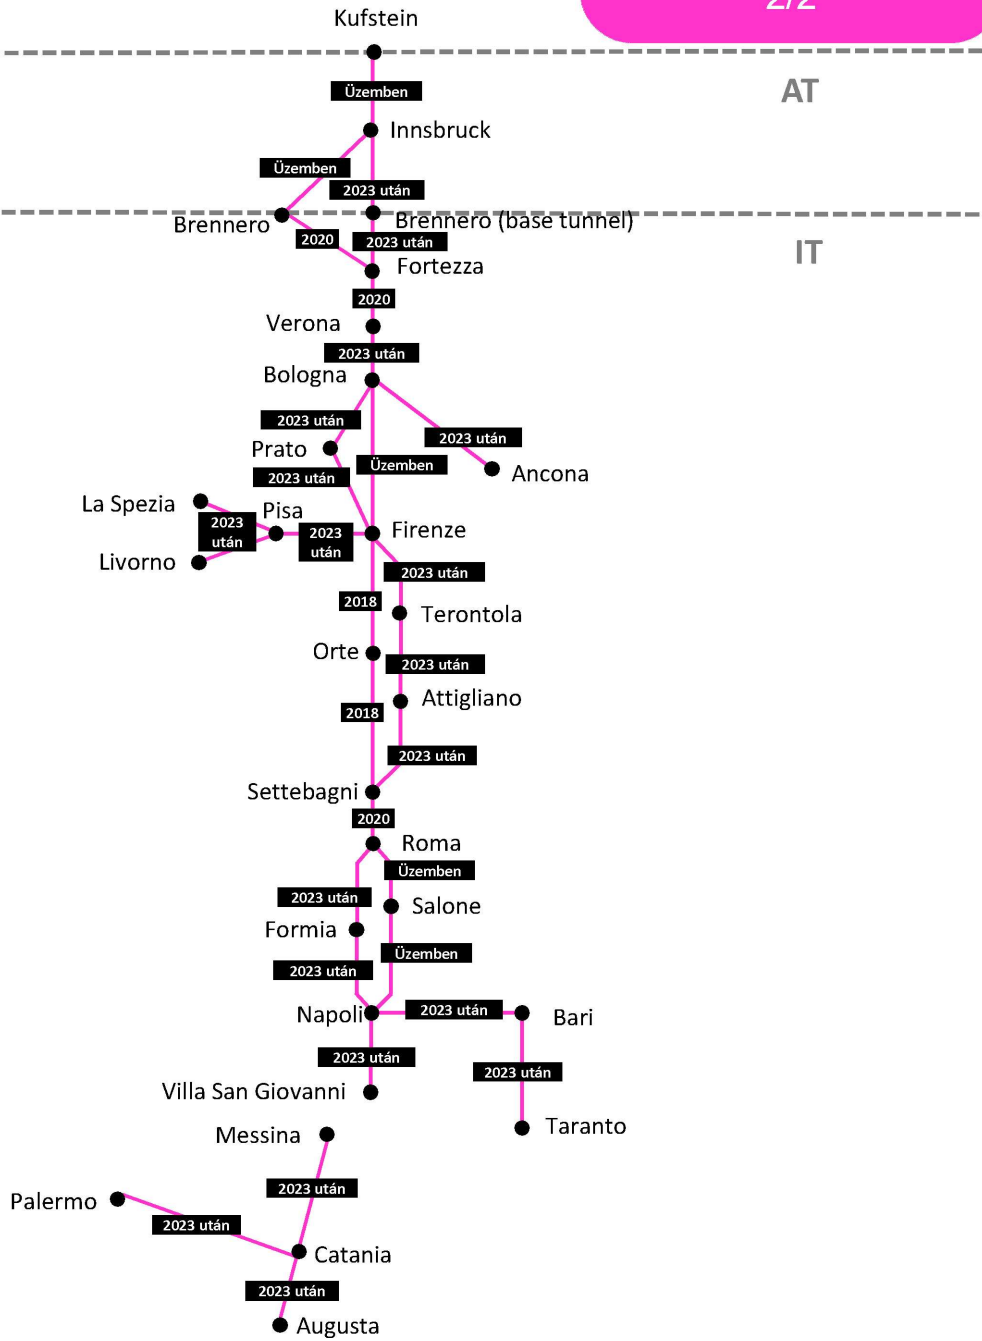 2/2
Kufstein
AT
Üzemben
Innsbruck
Üzemben
2023 után
Brennero
Brennero (base tunnel)
2020
2023 után
IT
Fortezza
2020
Verona
2023 után
Bologna
2023 után
2023 után
Prato
Üzemben
Ancona
2023 után
La Spezia
Pisa
2023
után
2023
után
Firenze
Livorno
2023 után
2018
Terontola
Orte
2023 után
Attigliano
2018
2023 után
Settebagni
2020
Roma
Üzemben
2023 után
Salone
Formia
Üzemben
2023 után
Napoli
2023 után
Bari
2023 után
2023 után
Villa San Giovanni
Taranto
Messina
2023 után
Palermo
2023 után
Catania
2023 után
Augusta